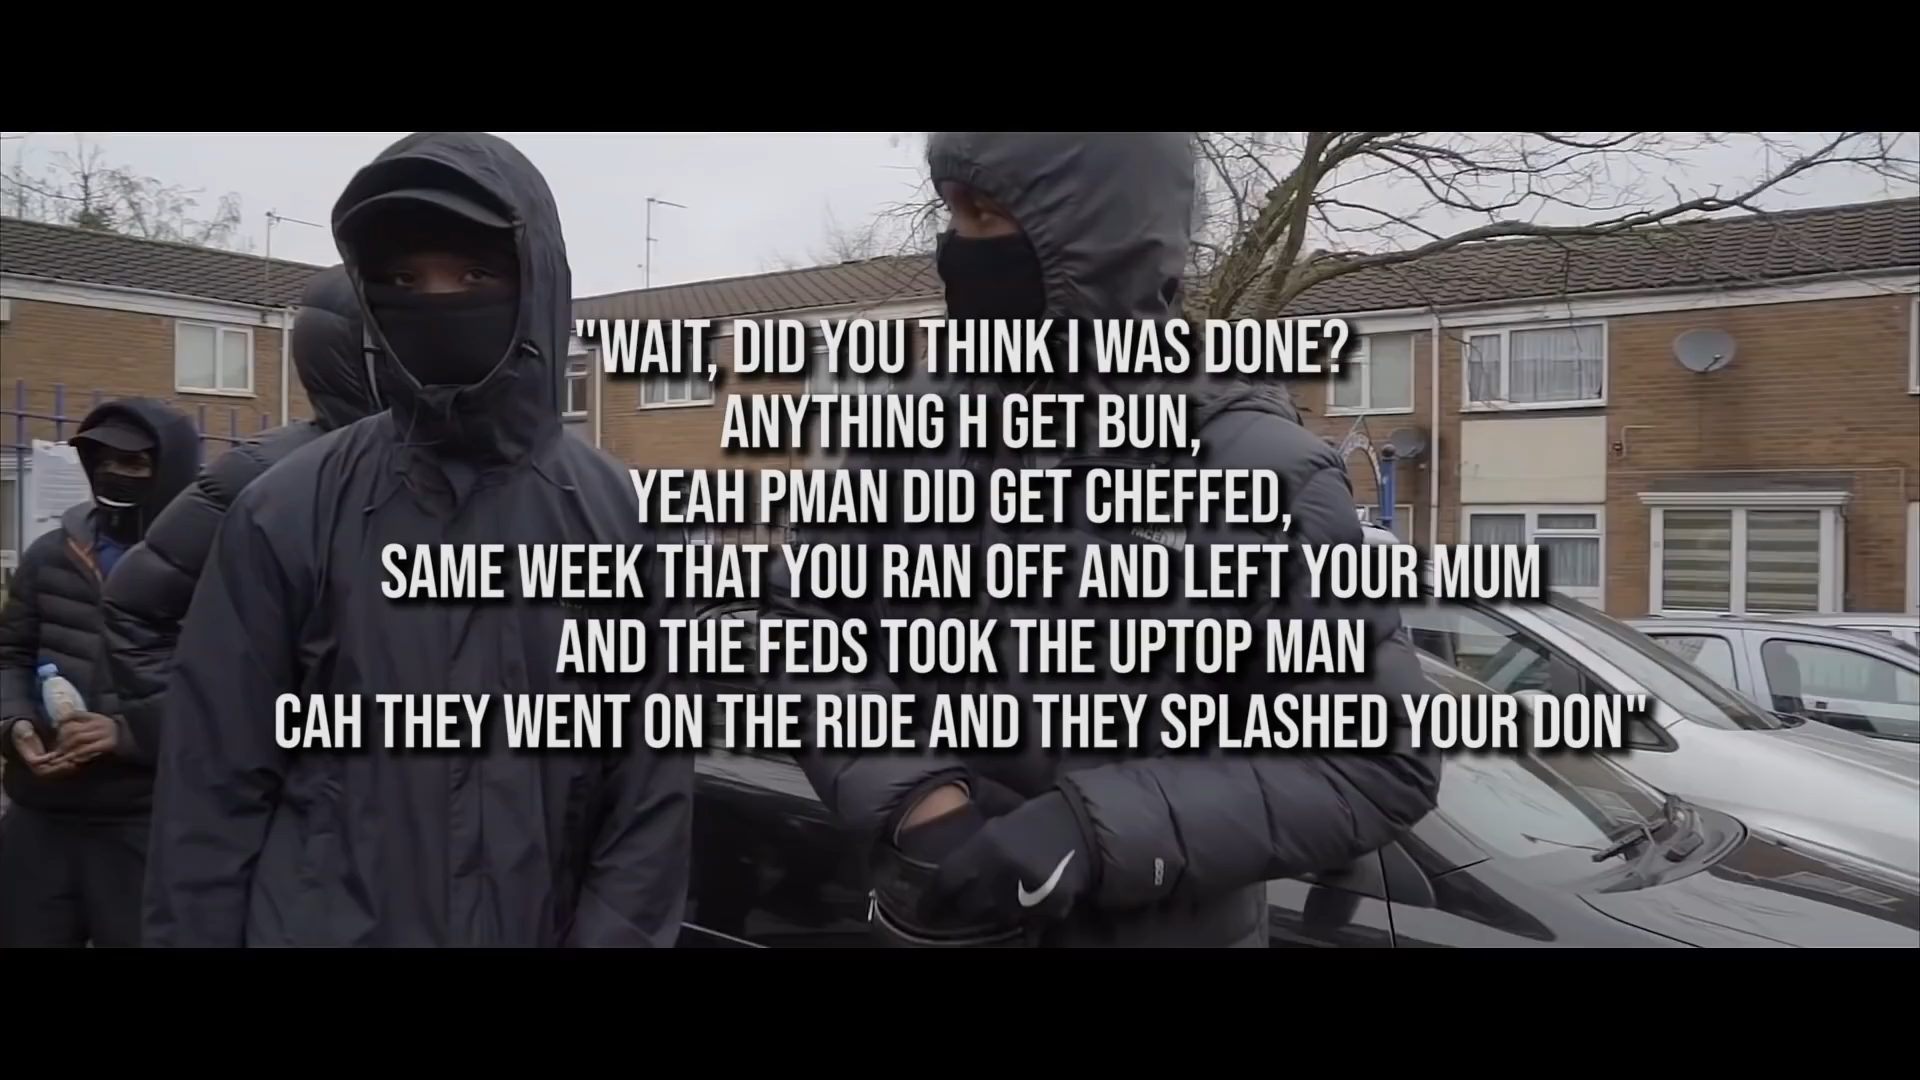 "WAIT, DID YOU THINK I WAS DONE?
ANYTHING H GET BUN,
YEAH PMAN DID GET CHEFFED,
SAME WEEK THAT YOU RAN OFF AND LEFT YOUR MUM
AND THE FEDS TOOK THE UPTOP MAN
CAH THEY WENT ON THE RIDE AND THEY SPLASHED YOUR DON"